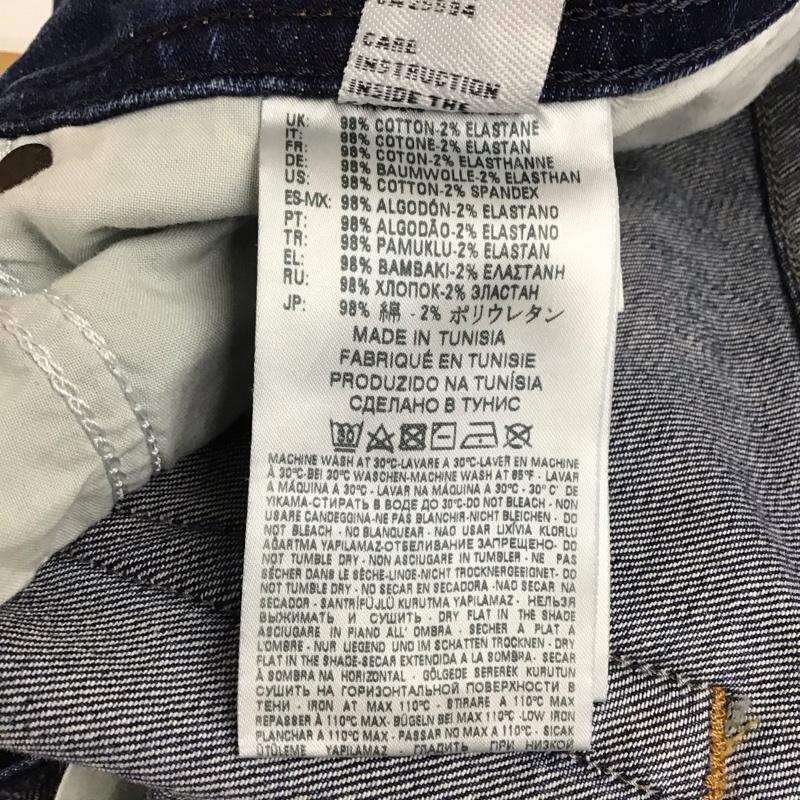 CARE
INSTRUCTION
INSIDE THE
UK: 98% COTTON-2% ELASTANE
IT: 98% COTONE-2% ELASTAN
FR: 98% COTON-2% ELASTHANNE
DE: 98% BAUMWOLLE-2% ELASTHAN
US: 98% COTTON-2% SPANDEX
ES-MX: 98% ALGODÓN-2% ELASTANO
PT: 98% ALGODÃO-2% ELASTANO
TR: 98% PAMUKLU-2% ELASTAN
EL: 98% BAMBAKI-2% ΕΛΑΣΤΑΝΗ
RU: 98% ХЛОПОК-2% ЭЛАСТАН
JP: 98% 綿 - 2% ポリウレタン
MADE IN TUNISIA
FABRIQUÉ EN TUNISIE
PRODUZIDO NA TUNÍSIA
СДЕЛАНО В ТУНИС
30
MACHINE WASH AT 30°C-LAVARE A 30°C-LAVER EN MACHINE
À 30°C-BEI 30°C WASCHEN-MACHINE WASH AT 85°F - LAVAR
A MÁQUINA A 30°C - LAVAR NA MÁQUINA A 30°C - 30° C' DE
YIKAMA-СТИРАТЬ В ВОДЕ ДО 30°C-DO NOT BLEACH - NON
USARE CANDEGGINA-NE PAS BLANCHIR-NICHT BLEICHEN - DO
NOT BLEACH - NO BLANQUEAR - NAO USAR LIXÍVIA KLORLU
AĞARTMA YAPILAMAZ-ОТБЕЛИВАНИЕ ЗАПРЕЩЕНО- DO
NOT TUMBLE DRY - NON ASCIUGARE IN TUMBLER - NE PAS
SÉCHER DANS LE SÈCHE-LINGE-NICHT TROCKNERGEEIGNET- DO
NOT TUMBLE DRY - NO SECAR EN SECADORA -NÃO SECAR NA
SECADOR - SANTRİFÜJLÜ KURUTMA YAPILAMAZ - НЕЛЬЗЯ
ВЫЖИМАТЬ И СУШИТЬ - DRY FLAT IN THE SHADE
ASCIUGARE IN PIANO ALL' OMBRA - SÉCHER A PLAT À
L'OMBRE - NUR LIEGEND UND IM SCHATTEN TROCKNEN - DRY
FLAT IN THE SHADE-SECAR EXTENDIDA A LA SOMBRA- SECAR
À SOMBRA NA HORIZONTAL - GÖLGEDE SEREREK KURUTUN
СУШИТЬ НА ГОРИЗОНТАЛЬНОЙ ПОВЕРХНОСТИ В
ТЕНИ - IRON AT MAX 110°C - STIRARE A 110°C MAX
REPASSER À 110°C MAX- BÜGELN BEI MAX 110°C -LOW IRON
PLANCHAR A 110°C MAX - PASSAR NO MAX A 110°C - SICAK
ÜTÜLEME YAPILAMAZ - ГЛАДИТЬ ПРИ НИЗКОЙ